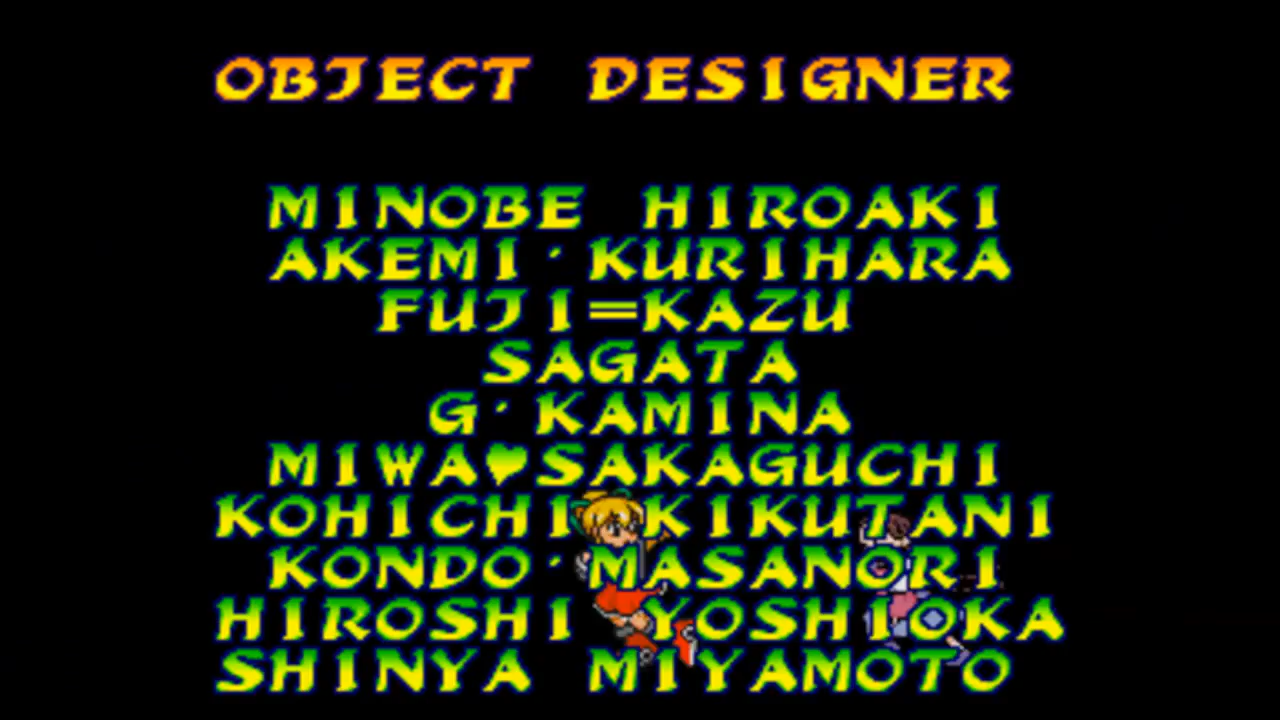 OBJECT DESIGNER
MINOBE HIROAKI
AKEMI・KURIHARA
FUJI=KAZU
SAGATA
G・KAMINA
MIWA♥SAKAGUCHI
KOHICHI KIKUTANI
KONDO・MASANORI
HIROSHI YOSHIOKA
SHINYA MIYAMOTO